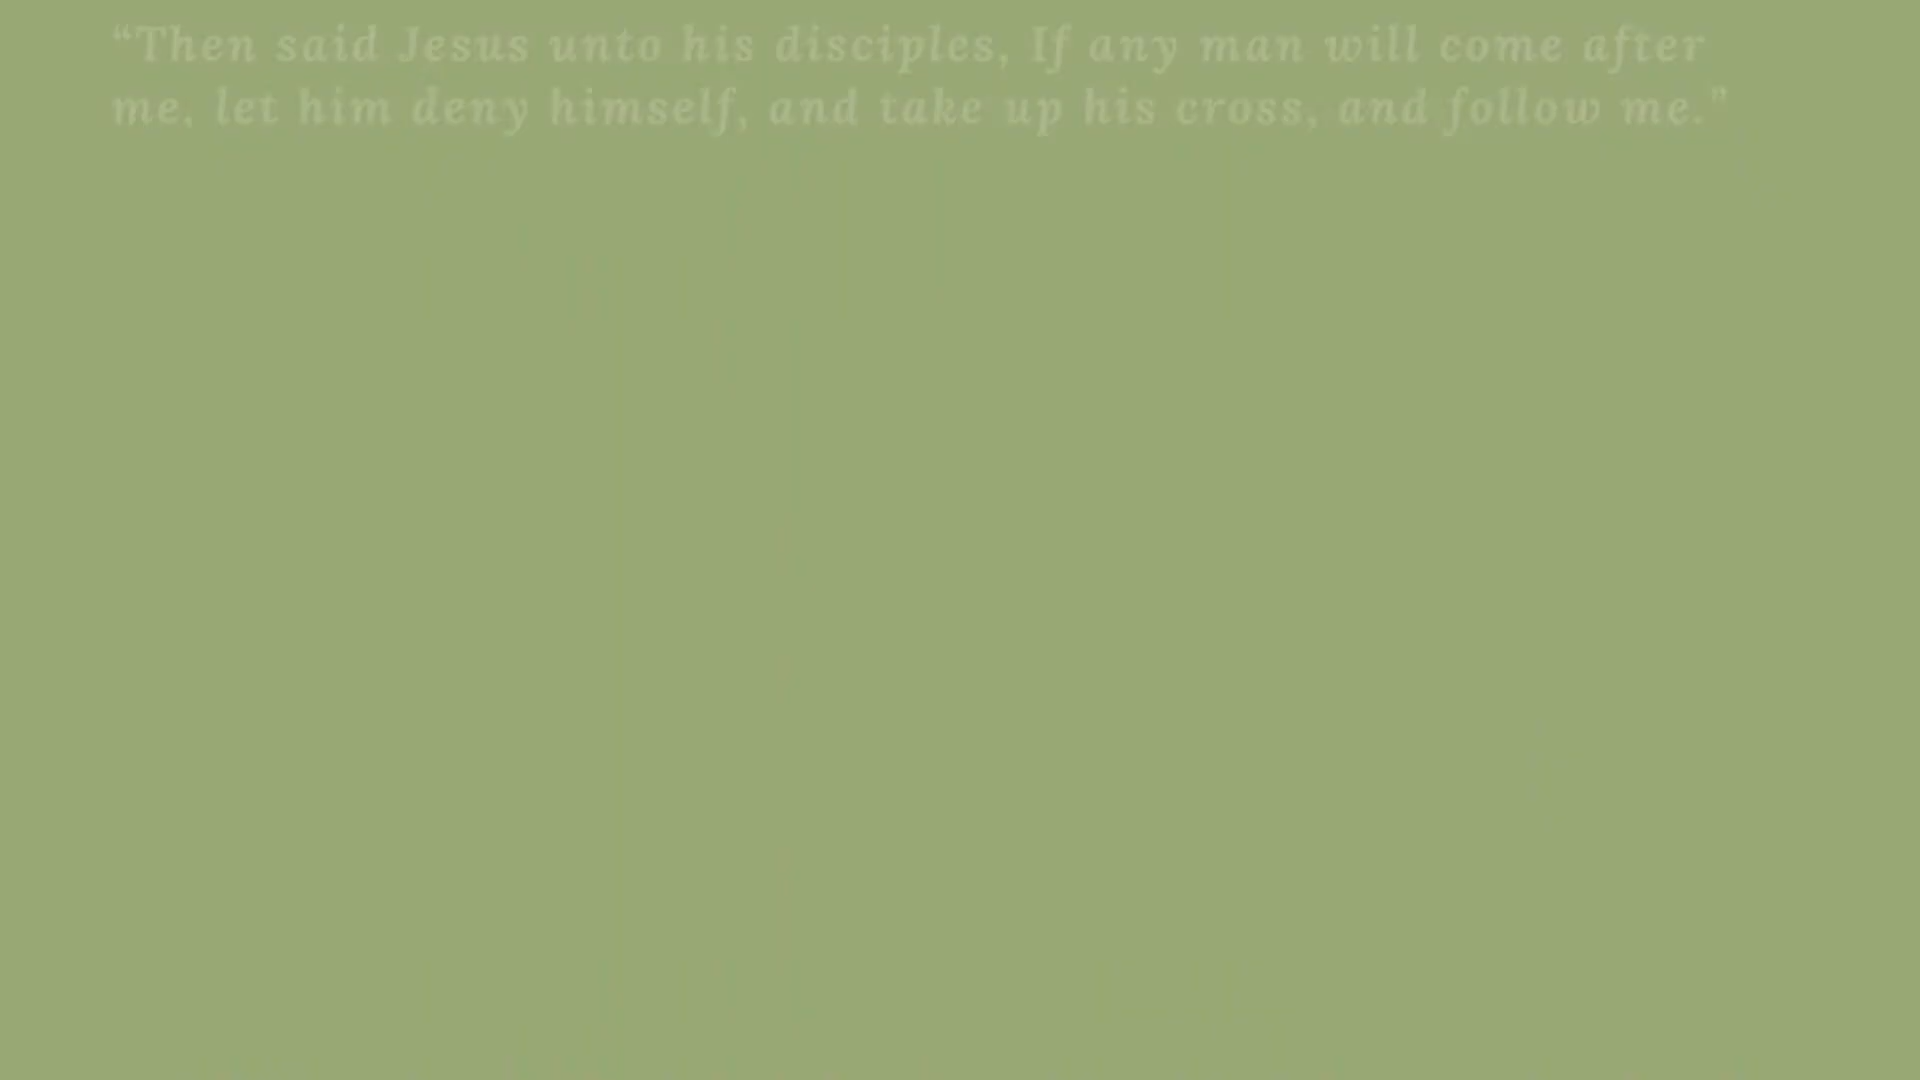 “Then said Jesus unto his disciples, If any man will come after
me, let him deny himself, and take up his cross, and follow me.”